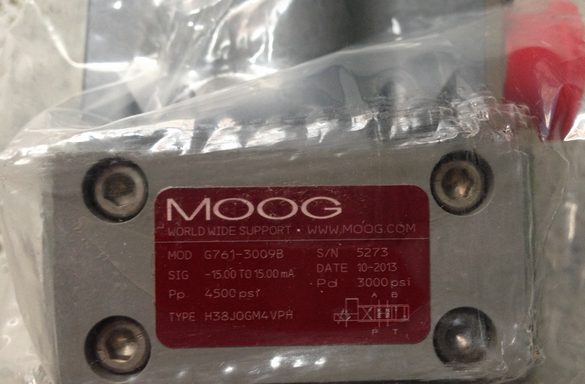 MOOG
WORLD WIDE SUPPORT • WWW.MOOG.COM
MOD G761-3009B S/N 5273
SIG -15.00 TO 15.00 mA DATE 10-2013
Pp 4500 psi Pd 3000 psi
A B
TYPE H38JOGM4VPH
P T